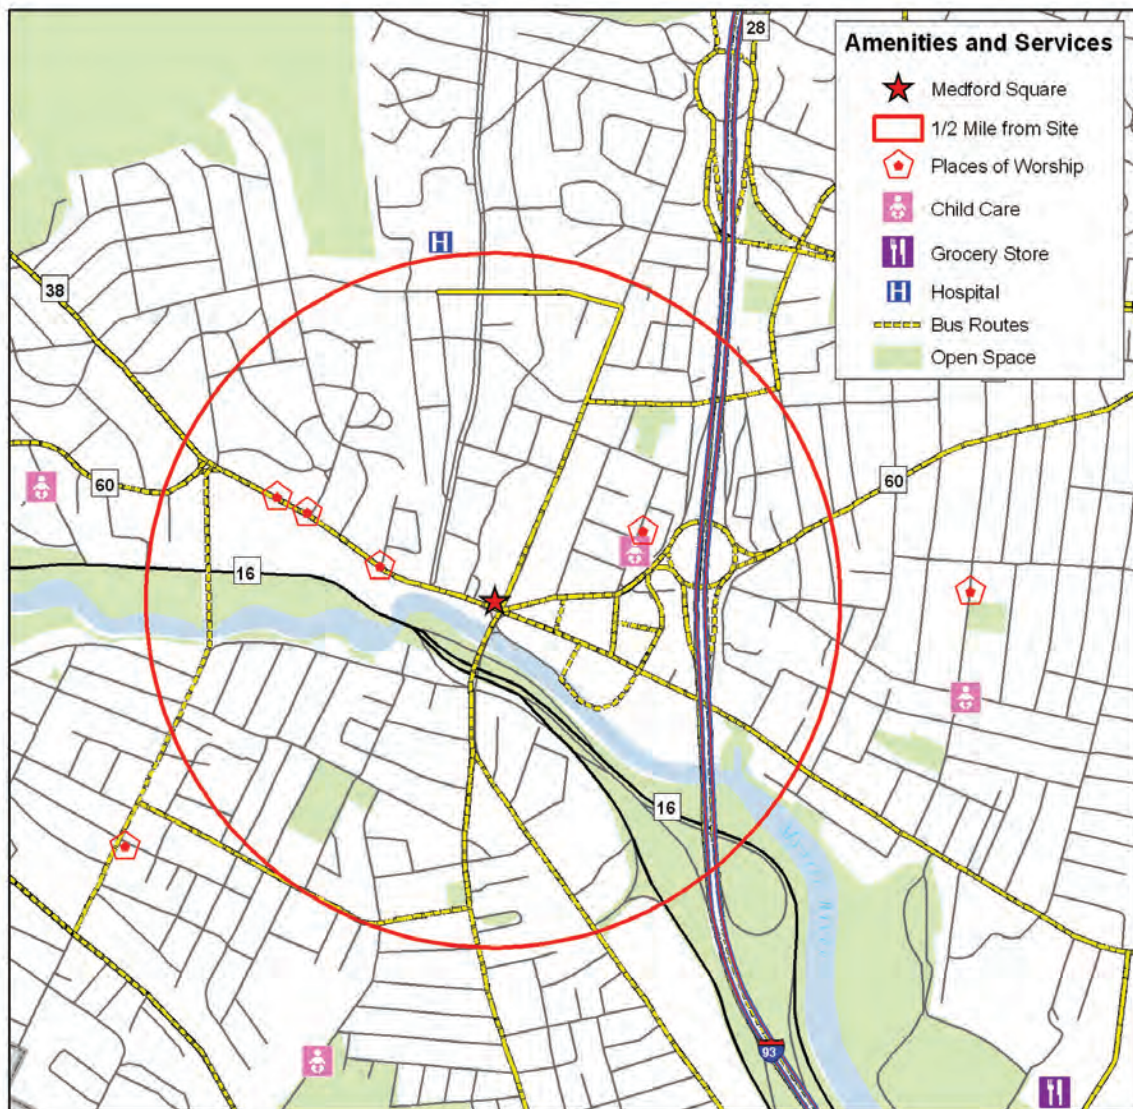 28
Amenities and Services
Medford Square
1/2 Mile from Site
Places of Worship
Child Care
Grocery Store
H
Hospital
Bus Routes
Open Space
H
38
60
60
16
16
Mystic River
93